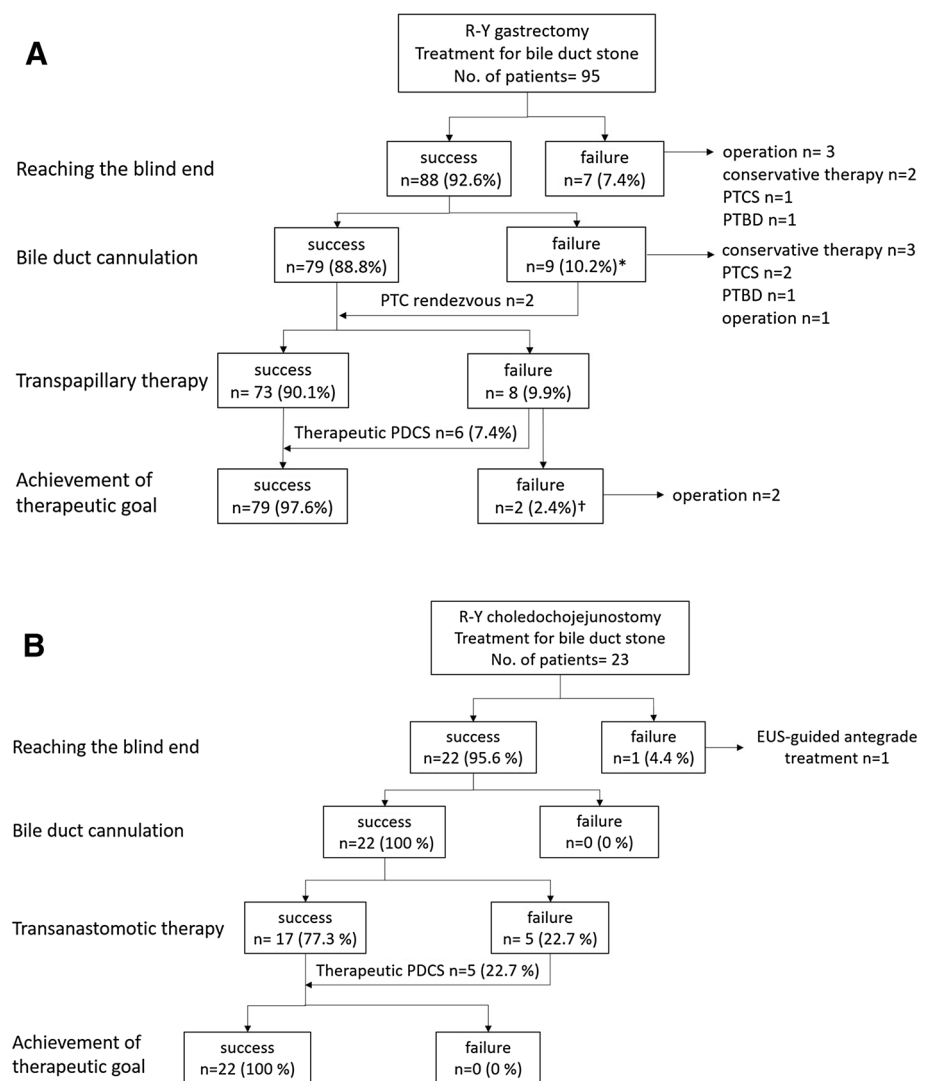 A
R-Y gastrectomy
Treatment for bile duct stone
No. of patients= 95
Reaching the blind end
success
n=88 (92.6%)
failure
n=7 (7.4%)
operation n= 3
conservative therapy n=2
PTCS n=1
PTBD n=1
Bile duct cannulation
success
n=79 (88.8%)
failure
n=9 (10.2%)*
conservative therapy n=3
PTCS n=2
PTBD n=1
operation n=1
PTC rendezvous n=2
Transpapillary therapy
success
n= 73 (90.1%)
failure
n= 8 (9.9%)
Therapeutic PDCS n=6 (7.4%)
Achievement of
therapeutic goal
success
n=79 (97.6%)
failure
n=2 (2.4%)†
operation n=2
B
R-Y choledochojejunostomy
Treatment for bile duct stone
No. of patients= 23
Reaching the blind end
success
n=22 (95.6 %)
failure
n=1 (4.4 %)
EUS-guided antegrade
treatment n=1
Bile duct cannulation
success
n=22 (100 %)
failure
n=0 (0 %)
Transanastomotic therapy
success
n= 17 (77.3 %)
failure
n= 5 (22.7 %)
Therapeutic PDCS n=5 (22.7 %)
Achievement of
therapeutic goal
success
n=22 (100 %)
failure
n=0 (0 %)